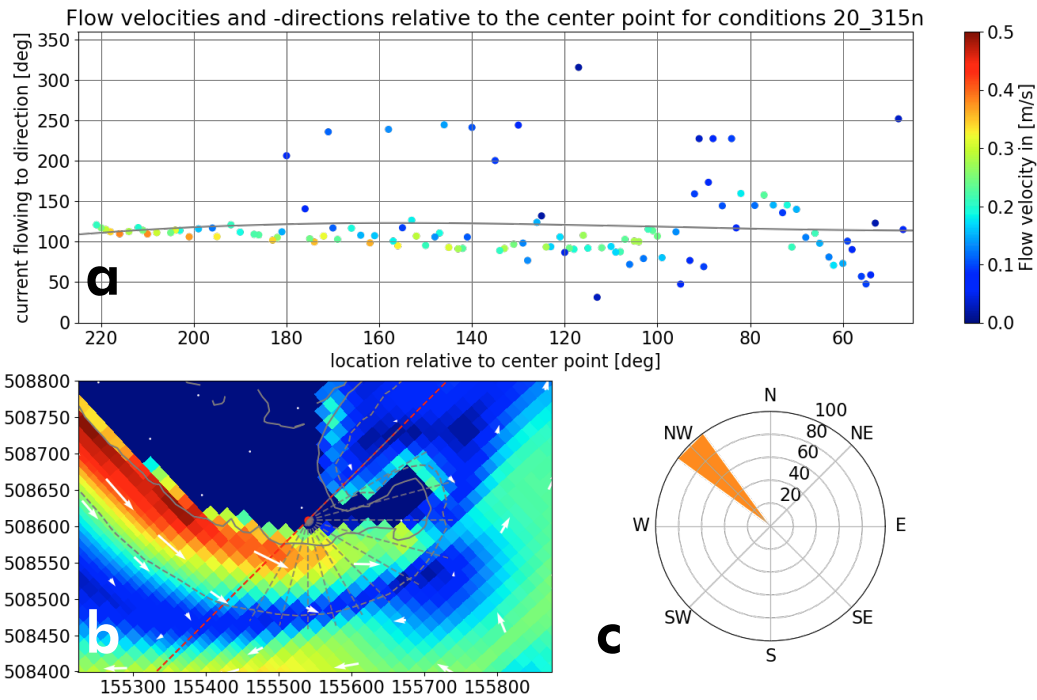 Flow velocities and -directions relative to the center point for conditions 20_315n
current flowing to direction [deg]
350
300
250
200
150
100
50
0
a
220 200 180 160 140 120 100 80 60
location relative to center point [deg]
0.5
0.4
0.3
0.2
0.1
0.0
Flow velocity in [m/s]
508800
508750
508700
508650
508600
508550
508500
508450
508400
b
155300 155400 155500 155600 155700 155800
c
N
NE
E
SE
S
SW
W
NW
100
80
60
40
20